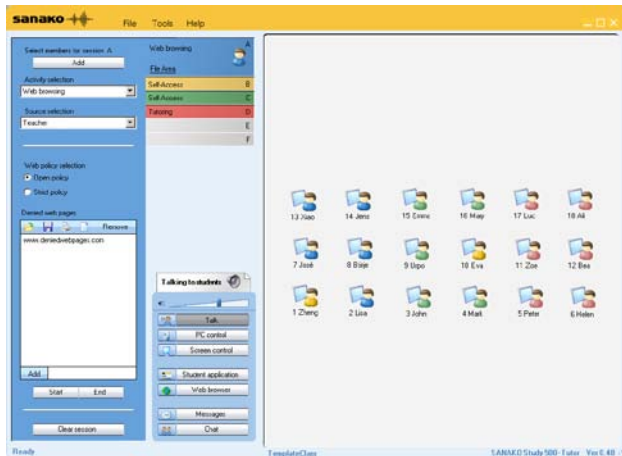 sanako
File Tools Help
Select members for session A
Add
Activity selection
Web browsing
Source selection
Teacher
Web policy selection:
Open policy
Strict policy
Denied web pages
Remove
www.deniedwebpages.com
Add
Start End
Clear session
Web browsing A
File Area
Self-Access B
Self-Access C
Tutoring D
E
F
Talking to students
Talk
PC control
Screen control
Student application
Web browser
Messages
Chat
13 Xiao 14 Jens 15 Emma 16 May 17 Luc 18 Ali
7 José 8 Börje 9 Urpo 10 Eva 11 Zoe 12 Bea
1 Zheng 2 Lisa 3 John 4 Matt 5 Peter 6 Helen
Ready TemplateClass SANAKO Study 500 - Tutor Ver 0.40